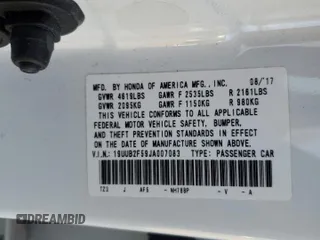 MFD. BY HONDA OF AMERICA MFG., INC. 08/'17
GVWR 4619LBS GAWR F 2535LBS R 2161LBS
GVWR 2095KG GAWR F 1150KG R 980KG
THIS VEHICLE CONFORMS TO ALL APPLICABLE
FEDERAL MOTOR VEHICLE SAFETY, BUMPER,
AND THEFT PREVENTION STANDARDS IN EFFECT
ON THE DATE OF MANUFACTURE SHOWN ABOVE.
V.I.N.: 19UUB2F59JA007083 TYPE: PASSENGER CAR